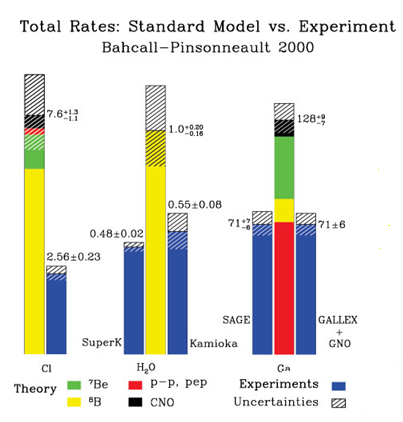 Total Rates: Standard Model vs. Experiment
Bahcall–Pinsonneault 2000
7.6+1.3−1.1
1.0+0.20−0.16
128+9−7
0.55±0.08
0.48±0.02
71+7−6
71±6
2.56±0.23
SAGE
GALLEX
+
GNO
SuperK
Kamioka
Cl
H₂O
Ga
Theory
⁷Be
p−p, pep
Experiments
⁸B
CNO
Uncertainties